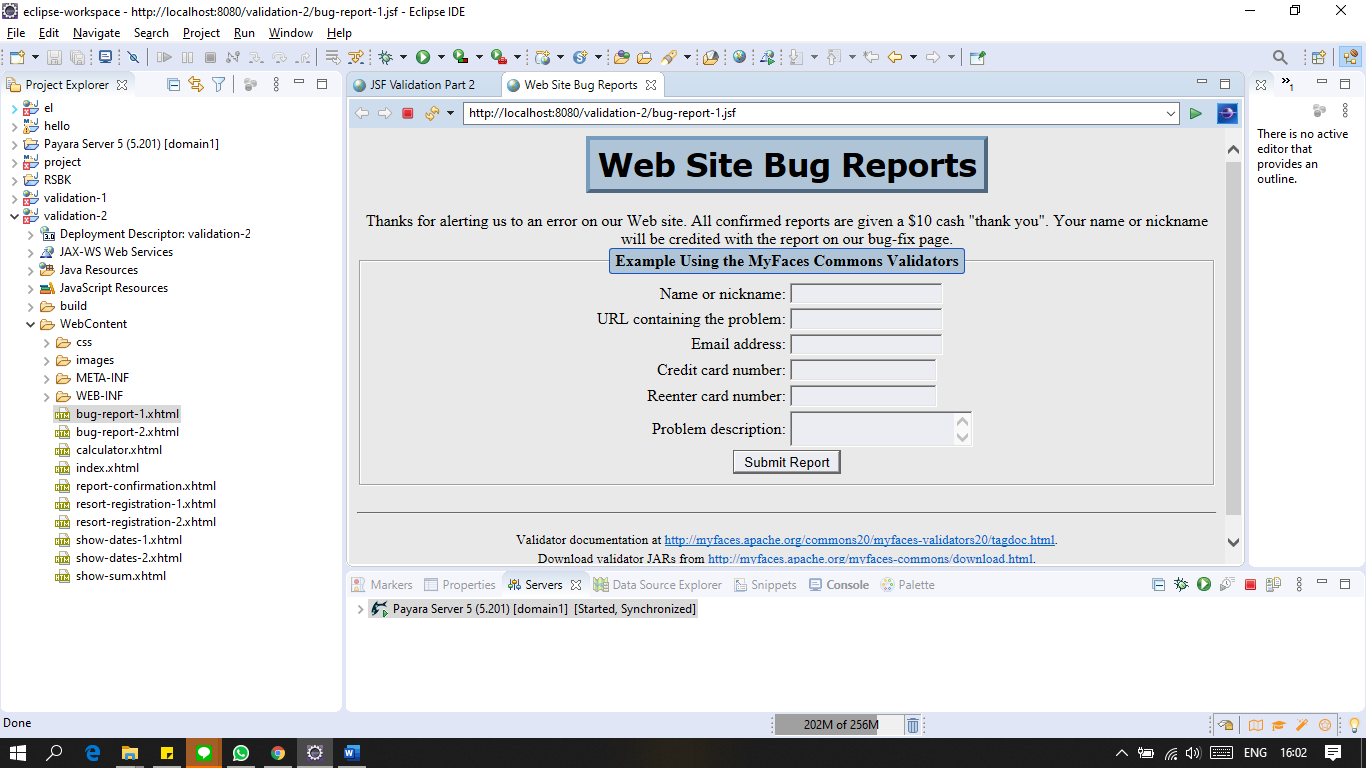 eclipse-workspace - http://localhost:8080/validation-2/bug-report-1.jsf - Eclipse IDE
File Edit Navigate Search Project Run Window Help
Project Explorer
el
hello
Payara Server 5 (5.201) [domain1]
project
RSBK
validation-1
validation-2
Deployment Descriptor: validation-2
JAX-WS Web Services
Java Resources
JavaScript Resources
build
WebContent
css
images
META-INF
WEB-INF
bug-report-1.xhtml
bug-report-2.xhtml
calculator.xhtml
index.xhtml
report-confirmation.xhtml
resort-registration-1.xhtml
resort-registration-2.xhtml
show-dates-1.xhtml
show-dates-2.xhtml
show-sum.xhtml
JSF Validation Part 2 Web Site Bug Reports
http://localhost:8080/validation-2/bug-report-1.jsf
Web Site Bug Reports
Thanks for alerting us to an error on our Web site. All confirmed reports are given a $10 cash "thank you". Your name or nickname
will be credited with the report on our bug-fix page.
Example Using the MyFaces Commons Validators
Name or nickname:
URL containing the problem:
Email address:
Credit card number:
Reenter card number:
Problem description:
Submit Report
Validator documentation at http://myfaces.apache.org/commons20/myfaces-validators20/tagdoc.html.
Download validator JARs from http://myfaces.apache.org/myfaces-commons/download.html.
»1
There is no active
editor that
provides an
outline.
Markers Properties Servers Data Source Explorer Snippets Console Palette
Payara Server 5 (5.201) [domain1] [Started, Synchronized]
Done
202M of 256M
ENG 16:02